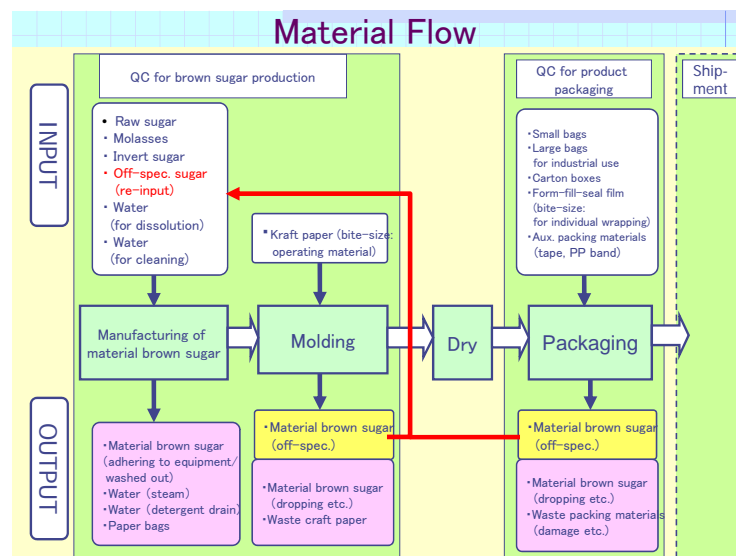 Material Flow
QC for brown sugar production
QC for product
packaging
Ship-
ment
INPUT
• Raw sugar
・ Molasses
・ Invert sugar
・ Off-spec. sugar
(re-input)
・ Water
(for dissolution)
・ Water
(for cleaning)
▪Kraft paper (bite-size:
operating material)
・Small bags
・Large bags
for industrial use
・Carton boxes
・Form-fill-seal film
(bite-size:
for individual wrapping)
・Aux. packing materials
(tape, PP band)
Manufacturing of
material brown sugar
Molding
Dry
Packaging
OUTPUT
・Material brown sugar
(adhering to equipment/
washed out)
・Water (steam)
・Water (detergent drain)
・Paper bags
・Material brown sugar
(off-spec.)
・Material brown sugar
(dropping etc.)
・Waste craft paper
・Material brown sugar
(off-spec.)
・Material brown sugar
(dropping etc.)
・Waste packing materials
(damage etc.)